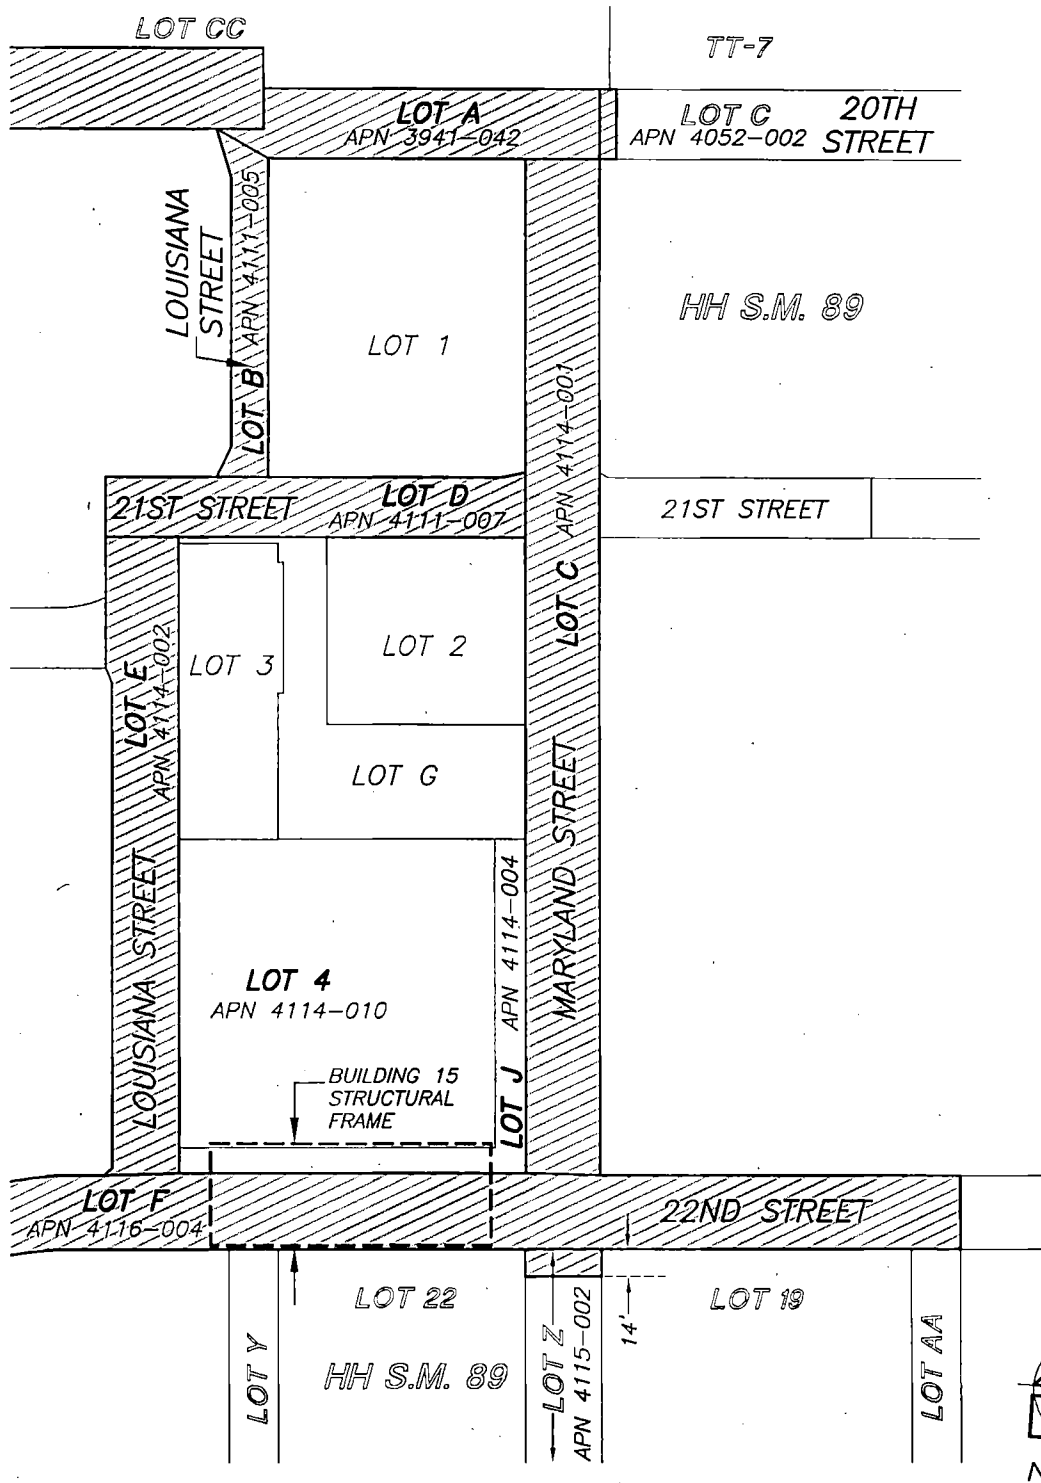 LOT CC
TT-7
LOT A
APN 3941-042
LOT C
APN 4052-002
20TH
STREET
LOUISIANA
STREET
LOT B APN 4111-005
LOT 1
HH S.M. 89
21ST STREET
LOT D
APN 4111-007
LOT C APN 4114-001
21ST STREET
LOT E
APN 4114-002
LOT 3
LOT 2
LOT G
MARYLAND STREET
LOUISIANA STREET
LOT 4
APN 4114-010
LOT J APN 4114-004
BUILDING 15
STRUCTURAL
FRAME
LOT F
APN 4116-004
22ND STREET
LOT Y
LOT 22
HH S.M. 89
LOT Z
APN 4115-002
14'
LOT 19
LOT AA